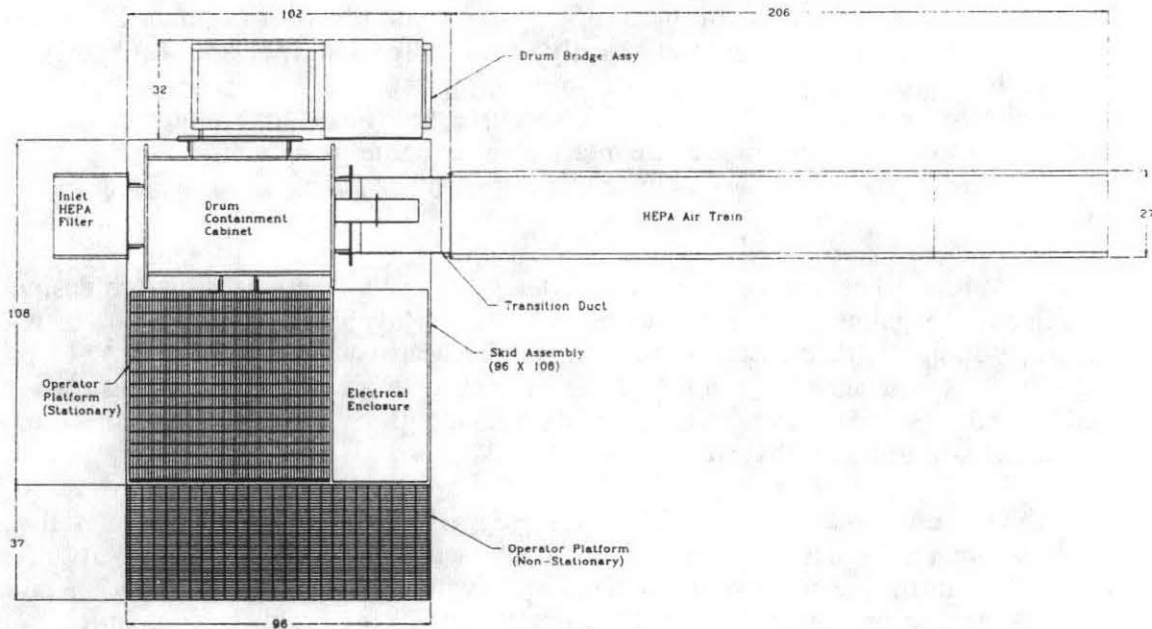 102
206
Drum Bridge Assy
32
Inlet
HEPA
Filter
Drum
Containment
Cabinet
HEPA Air Train
27
Transition Duct
108
Skid Assembly
(96 X 108)
Operator
Platform
(Stationary)
Electrical
Enclosure
37
Operator Platform
(Non-Stationary)
96